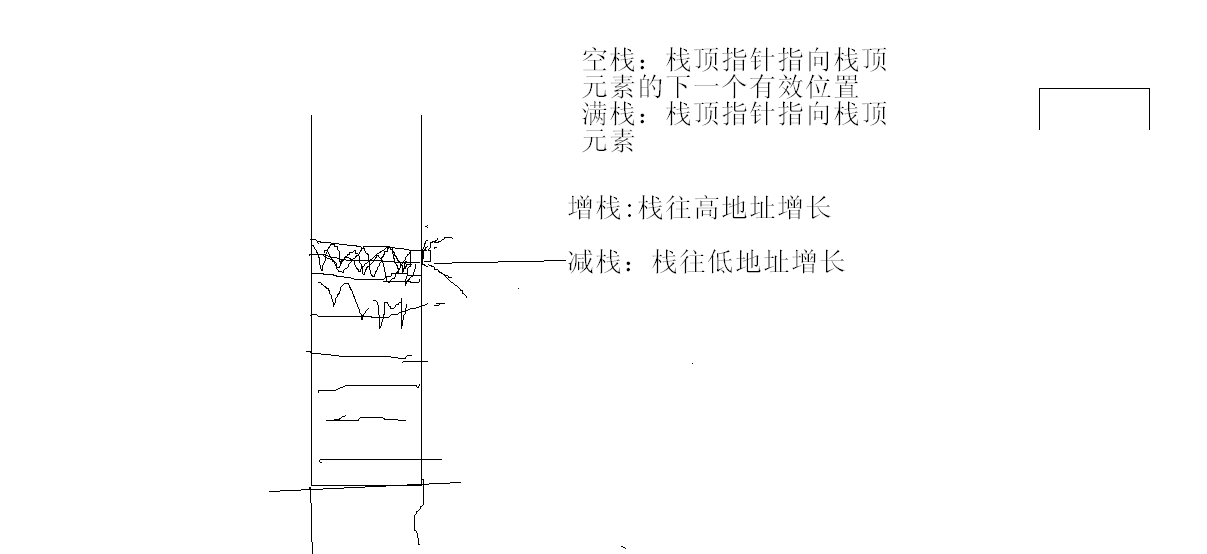 空栈：栈顶指针指向栈顶
元素的下一个有效位置
满栈：栈顶指针指向栈顶
元素
增栈:栈往高地址增长
减栈：栈往低地址增长